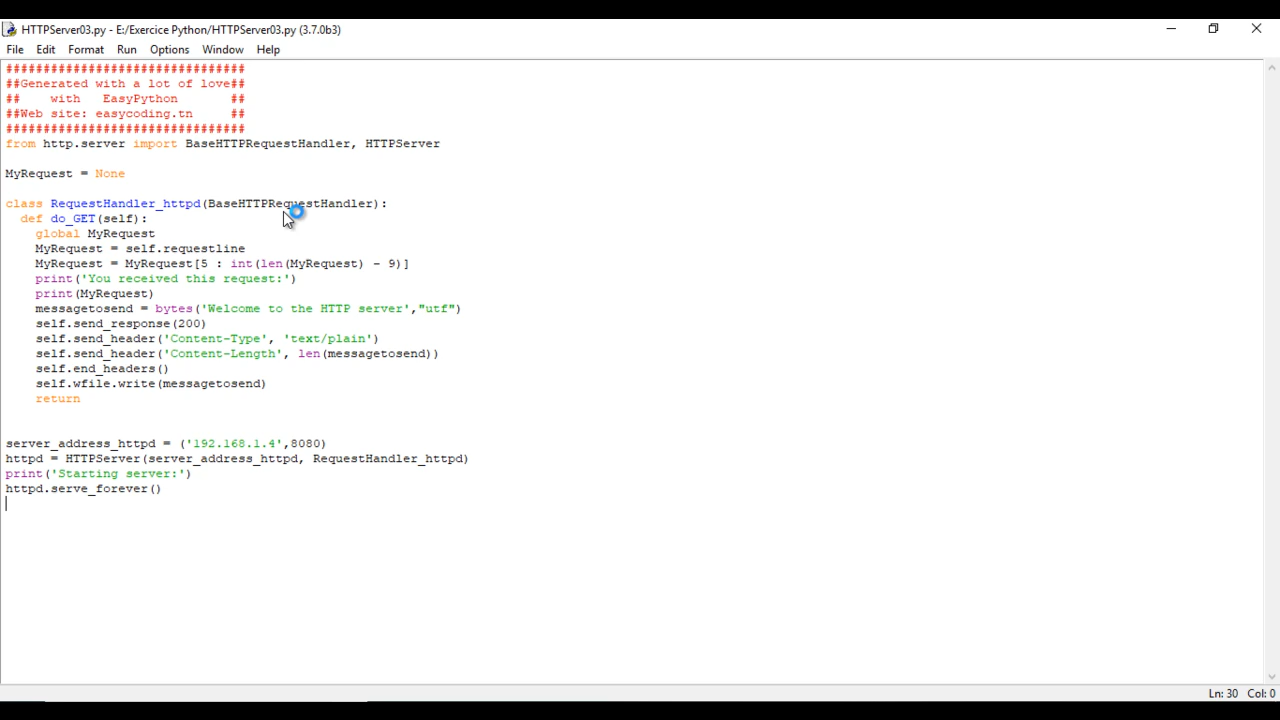 HTTPServer03.py - E:/Exercice Python/HTTPServer03.py (3.7.0b3)
File Edit Format Run Options Window Help
################################
##Generated with a lot of love##
##    with   EasyPython       ##
##Web site: easycoding.tn     ##
################################
from http.server import BaseHTTPRequestHandler, HTTPServer
MyRequest = None
class RequestHandler_httpd(BaseHTTPRequestHandler):
  def do_GET(self):
    global MyRequest
    MyRequest = self.requestline
    MyRequest = MyRequest[5 : int(len(MyRequest) - 9)]
    print('You received this request:')
    print(MyRequest)
    messagetosend = bytes('Welcome to the HTTP server',"utf")
    self.send_response(200)
    self.send_header('Content-Type', 'text/plain')
    self.send_header('Content-Length', len(messagetosend))
    self.end_headers()
    self.wfile.write(messagetosend)
    return
server_address_httpd = ('192.168.1.4',8080)
httpd = HTTPServer(server_address_httpd, RequestHandler_httpd)
print('Starting server:')
httpd.serve_forever()
Ln: 30 Col: 0